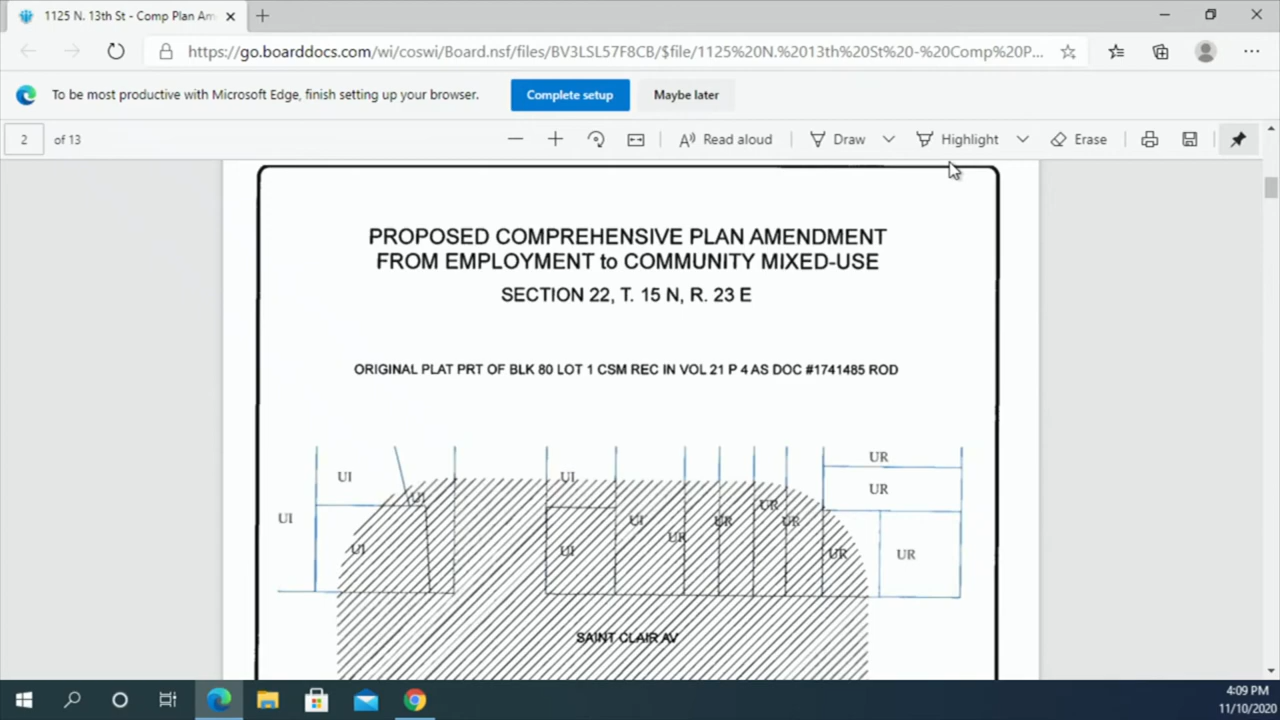 1125 N. 13th St - Comp Plan Am
https://go.boarddocs.com/wi/coswi/Board.nsf/files/BV3LSL57F8CB/$file/1125%20N.%2013th%20St%20-%20Comp%20P...
To be most productive with Microsoft Edge, finish setting up your browser.
Complete setup
Maybe later
2 of 13
Read aloud
Draw
Highlight
Erase
PROPOSED COMPREHENSIVE PLAN AMENDMENT
FROM EMPLOYMENT to COMMUNITY MIXED-USE
SECTION 22, T. 15 N, R. 23 E
ORIGINAL PLAT PRT OF BLK 80 LOT 1 CSM REC IN VOL 21 P 4 AS DOC #1741485 ROD
UR
UI UI
UI UR UR
UI UI UR UR UR
UR
UI UI UR UR
SAINT CLAIR AV
4:09 PM
11/10/2020